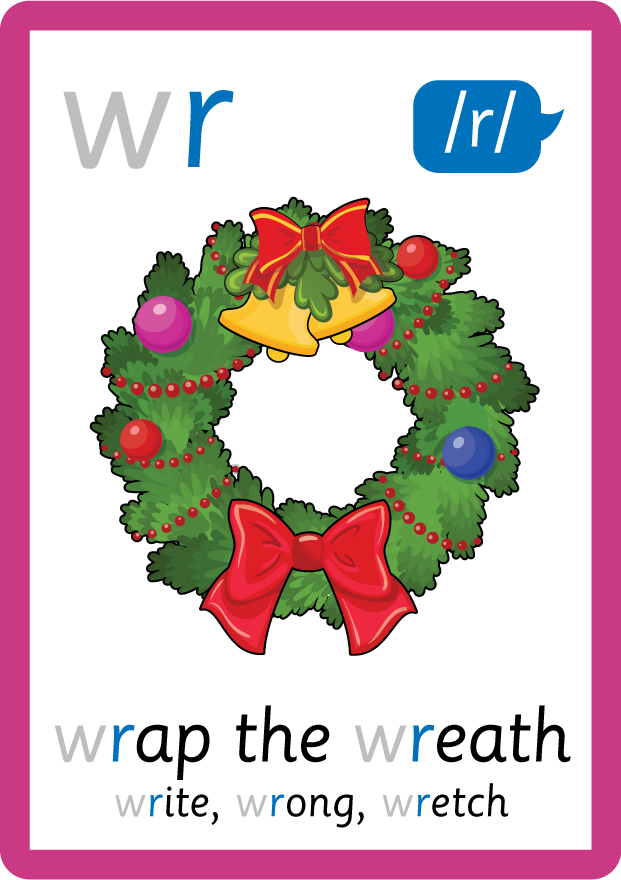 wr
/r/
wrap the wreath
write, wrong, wretch